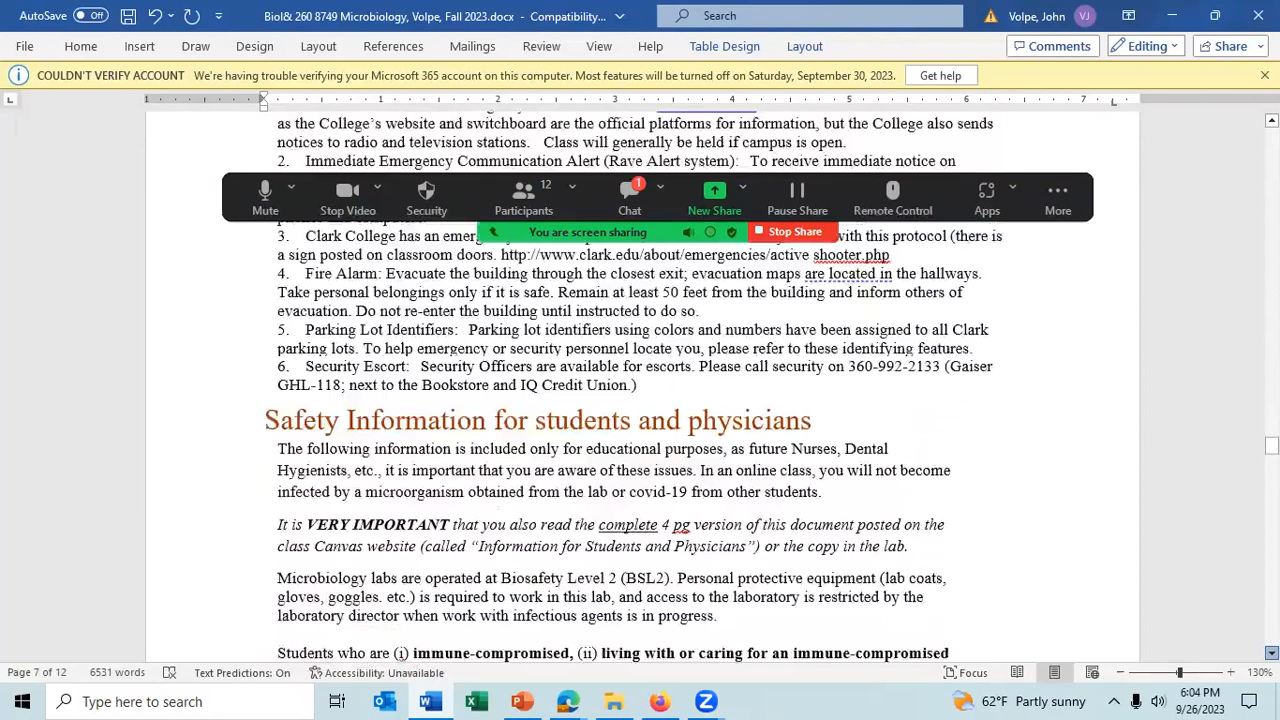 AutoSave Off Biol& 260 8749 Microbiology, Volpe, Fall 2023.docx - Compatibility... Search Volpe, John VJ
File Home Insert Draw Design Layout References Mailings Review View Help Table Design Layout Comments Editing Share
COULDN'T VERIFY ACCOUNT We're having trouble verifying your Microsoft 365 account on this computer. Most features will be turned off on Saturday, September 30, 2023. Get help
1 1 2 3 4 5 6 7
as the College's website and switchboard are the official platforms for information, but the College also sends
notices to radio and television stations. Class will generally be held if campus is open.
2. Immediate Emergency Communication Alert (Rave Alert system): To receive immediate notice on
12 1
Mute Stop Video Security Participants Chat New Share Pause Share Remote Control Apps More
You are screen sharing Stop Share
3. Clark College has an emerg with this protocol (there is
a sign posted on classroom doors. http://www.clark.edu/about/emergencies/active shooter.php
4. Fire Alarm: Evacuate the building through the closest exit; evacuation maps are located in the hallways.
Take personal belongings only if it is safe. Remain at least 50 feet from the building and inform others of
evacuation. Do not re-enter the building until instructed to do so.
5. Parking Lot Identifiers: Parking lot identifiers using colors and numbers have been assigned to all Clark
parking lots. To help emergency or security personnel locate you, please refer to these identifying features.
6. Security Escort: Security Officers are available for escorts. Please call security on 360-992-2133 (Gaiser
GHL-118; next to the Bookstore and IQ Credit Union.)
Safety Information for students and physicians
The following information is included only for educational purposes, as future Nurses, Dental
Hygienists, etc., it is important that you are aware of these issues. In an online class, you will not become
infected by a microorganism obtained from the lab or covid-19 from other students.
It is VERY IMPORTANT that you also read the complete 4 pg version of this document posted on the
class Canvas website (called "Information for Students and Physicians") or the copy in the lab.
Microbiology labs are operated at Biosafety Level 2 (BSL2). Personal protective equipment (lab coats,
gloves, goggles. etc.) is required to work in this lab, and access to the laboratory is restricted by the
laboratory director when work with infectious agents is in progress.
Students who are (i) immune-compromised, (ii) living with or caring for an immune-compromised
Page 7 of 12 6531 words Text Predictions: On Accessibility: Unavailable Focus 130%
Type here to search 62°F Partly sunny 6:04 PM
9/26/2023